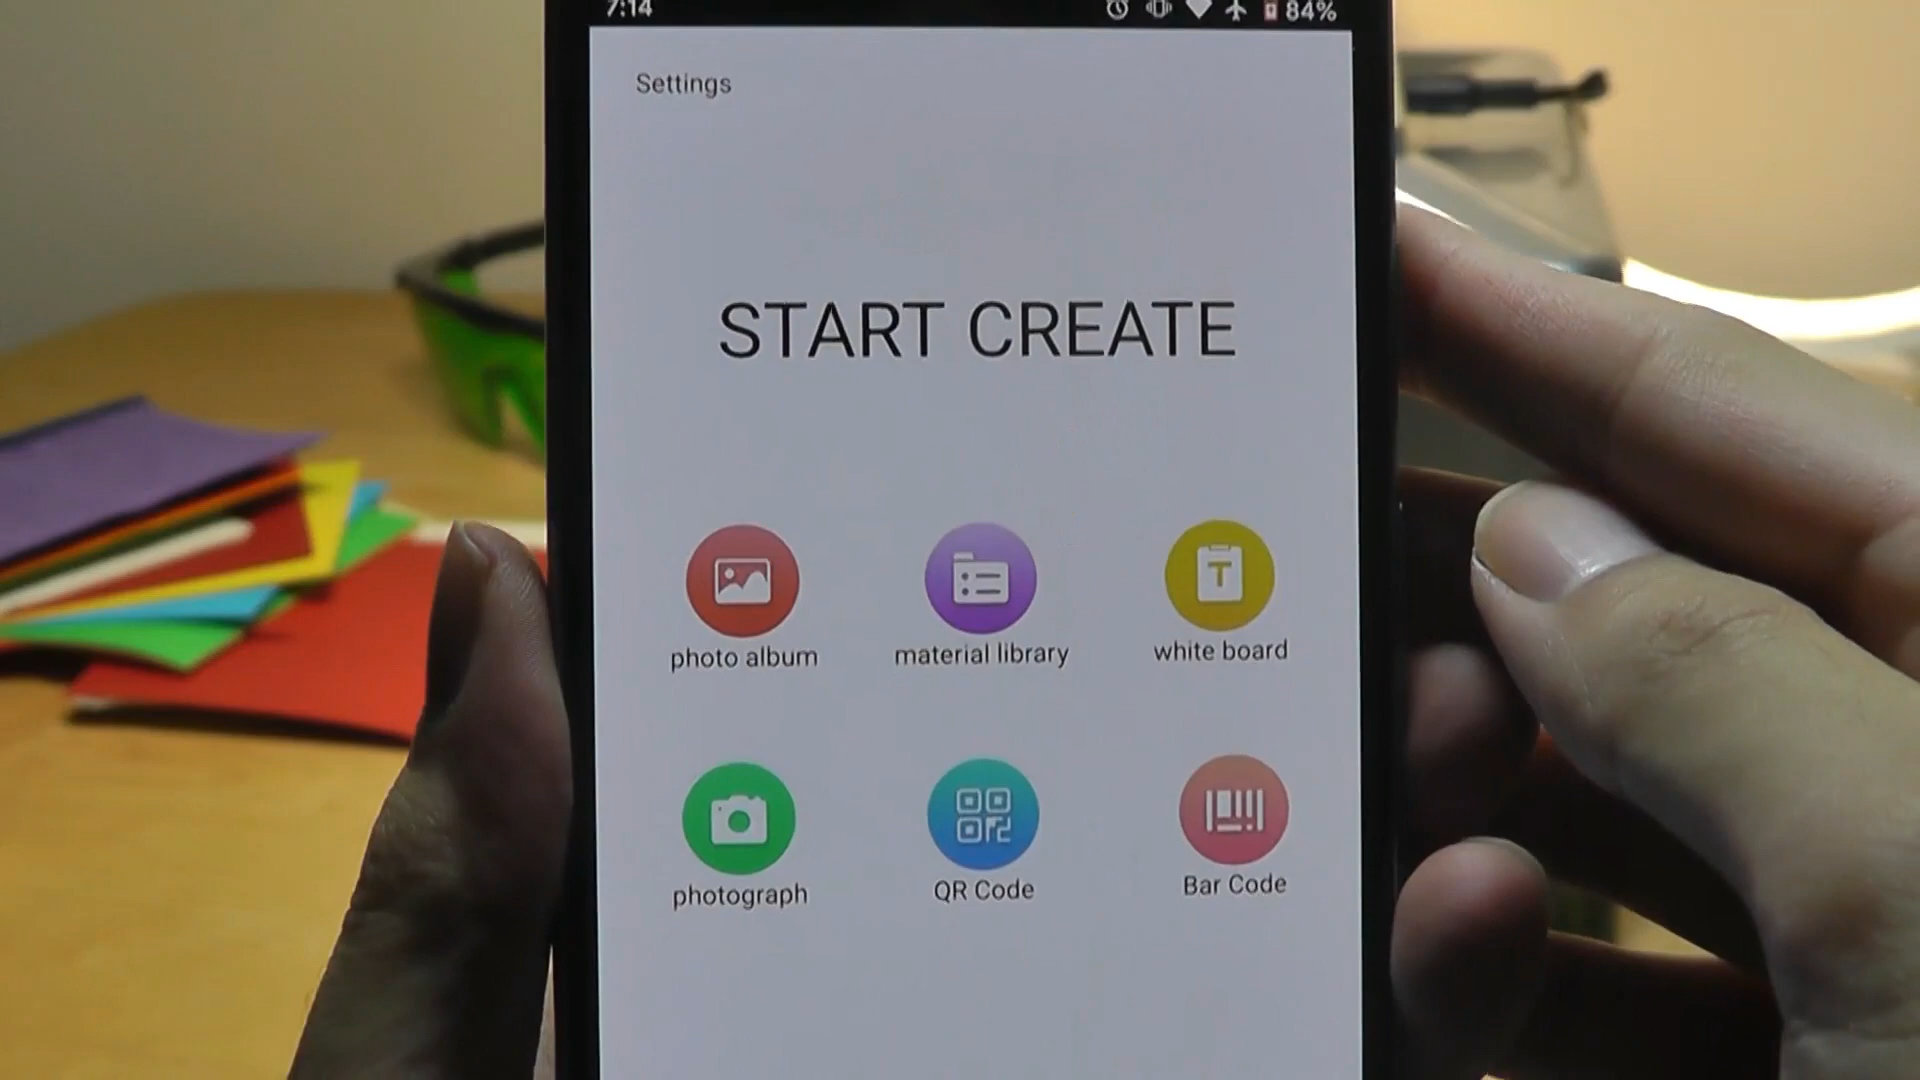 7:14 84%
Settings
START CREATE
photo album material library white board
photograph QR Code Bar Code